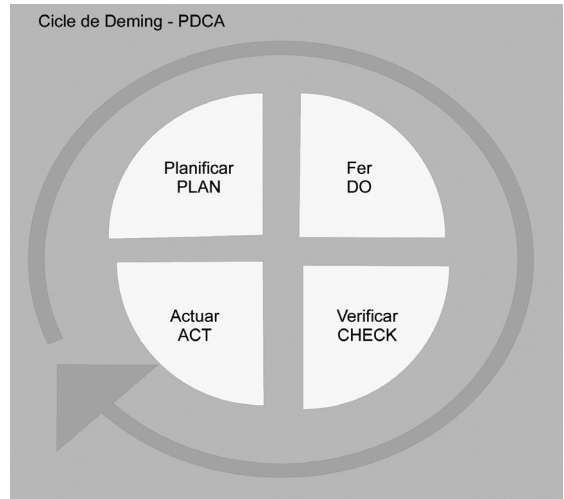 Cicle de Deming - PDCA
Planificar
PLAN
Fer
DO
Actuar
ACT
Verificar
CHECK